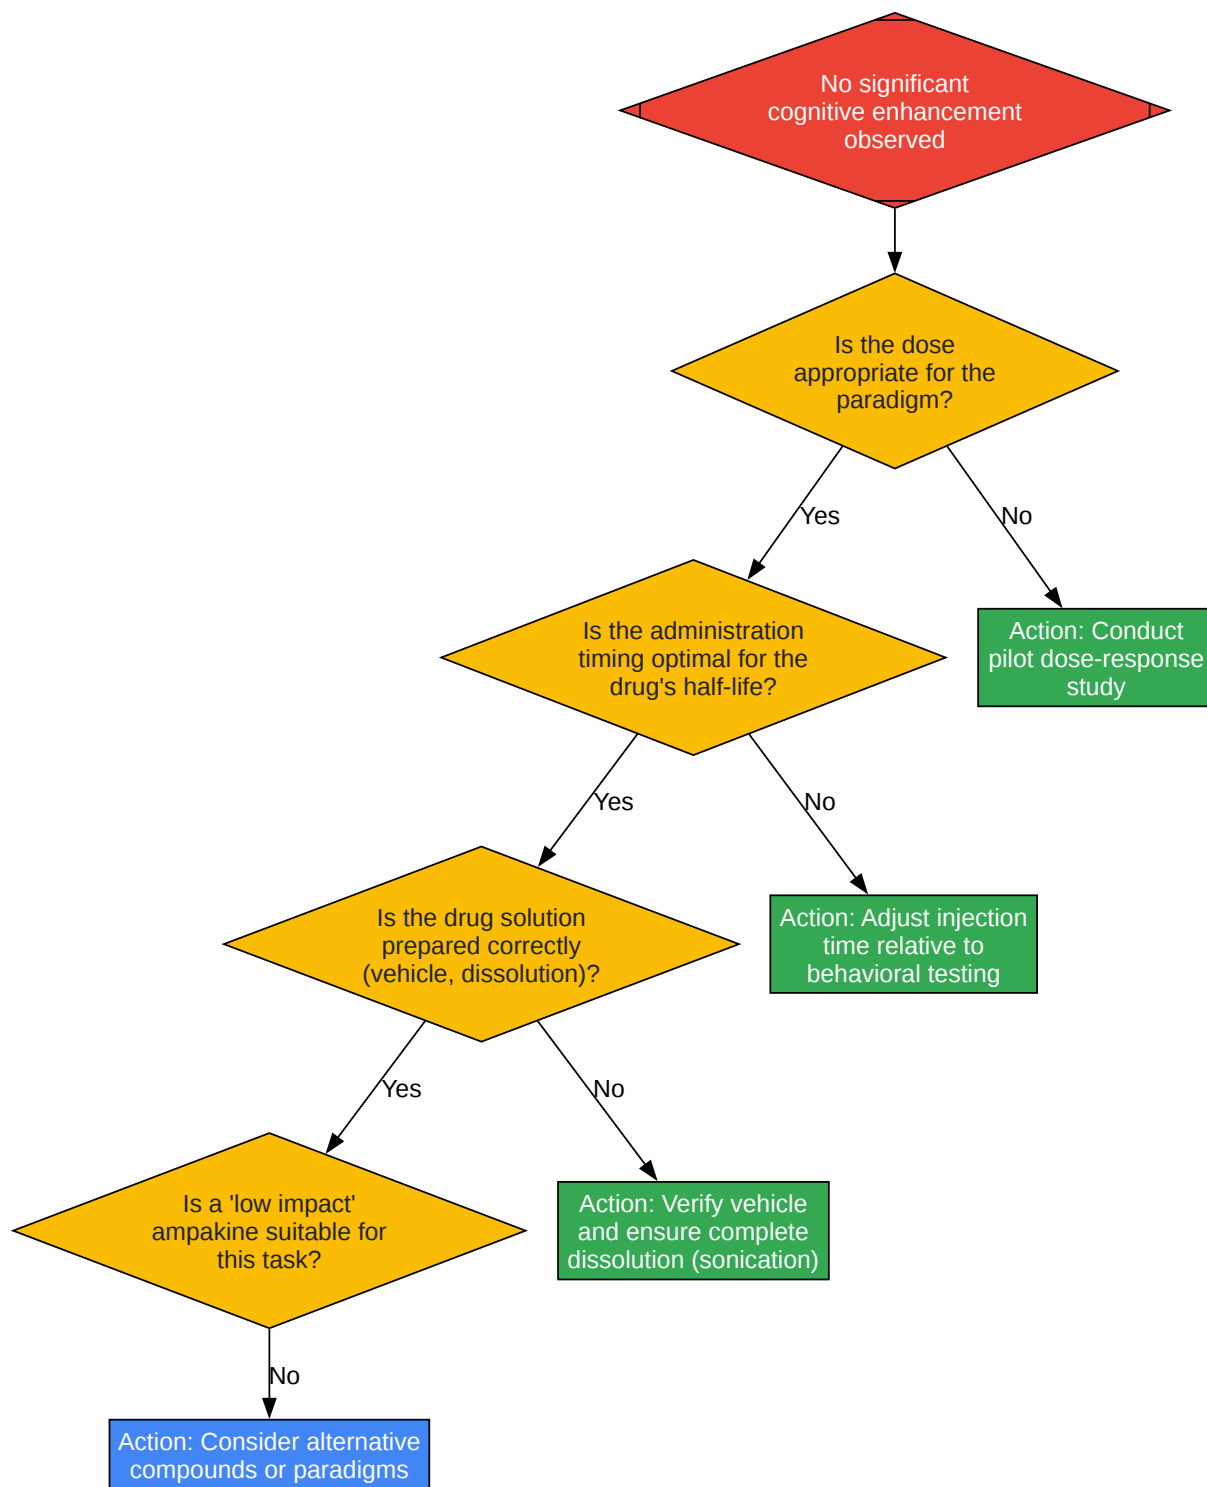 No significant
cognitive enhancement
observed
Is the dose
appropriate for the
paradigm?
Yes
No
Is the administration
timing optimal for the
drug's half-life?
Action: Conduct
pilot dose-response
study
Yes
No
Is the drug solution
prepared correctly
(vehicle, dissolution)?
Action: Adjust injection
time relative to
behavioral testing
Yes
No
Is a 'low impact'
ampakine suitable for
this task?
Action: Verify vehicle
and ensure complete
dissolution (sonication)
No
Action: Consider alternative
compounds or paradigms